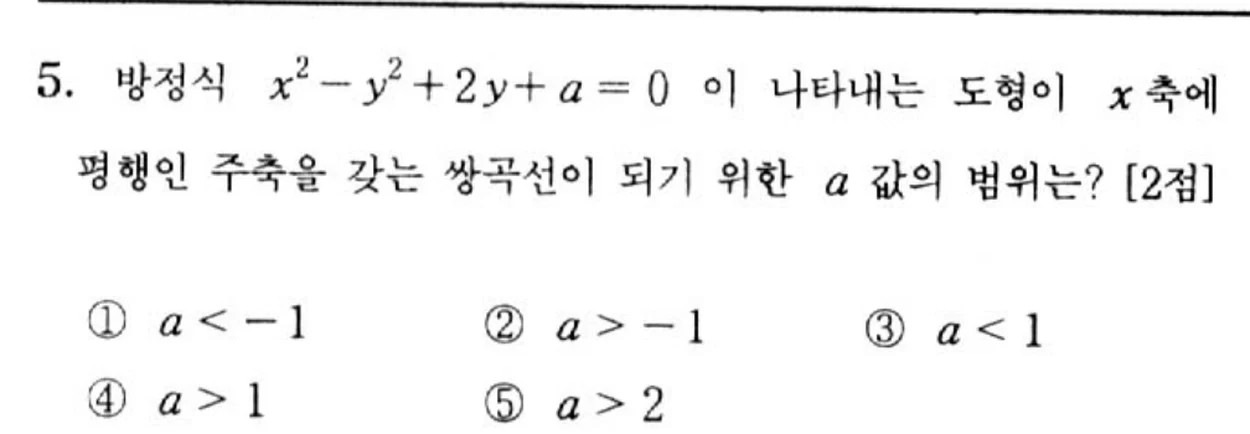 5. 방정식 x² − y² + 2y + a = 0 이 나타내는 도형이 x축에
평행인 주축을 갖는 쌍곡선이 되기 위한 a 값의 범위는? [2점]
① a < −1 ② a > −1 ③ a < 1
④ a > 1 ⑤ a > 2